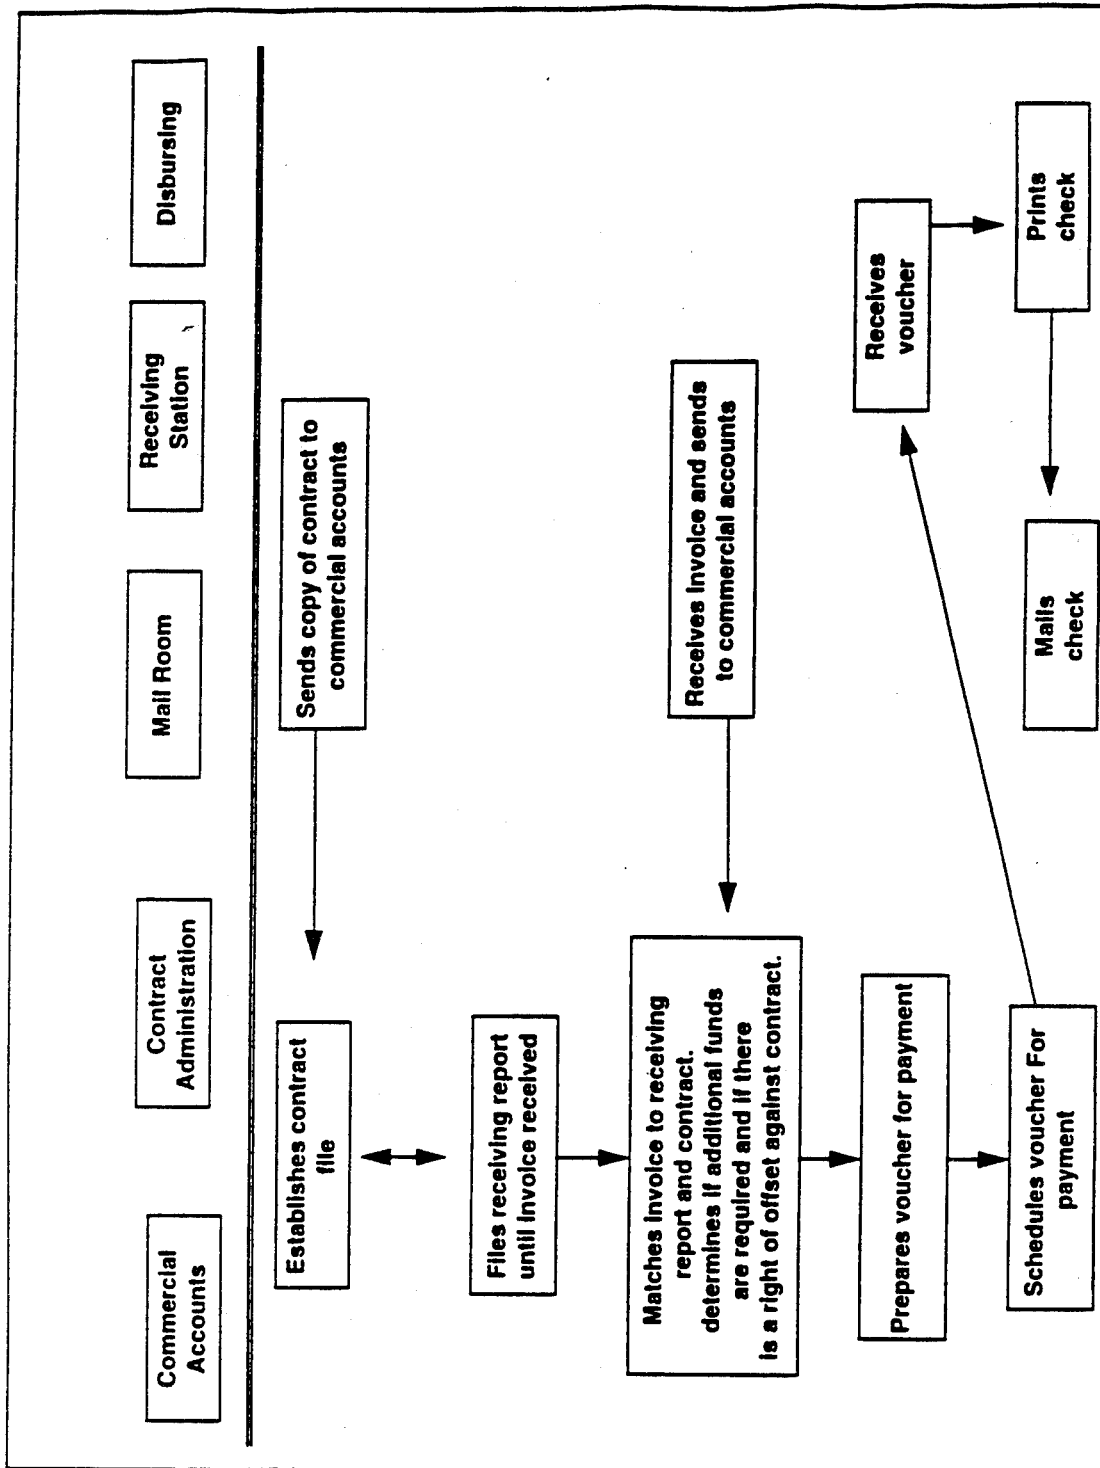 Commercial
Accounts
Contract
Administration
Mail Room
Receiving
Station
Disbursing
Establishes contract
file
Sends copy of contract to
commercial accounts
Files receiving report
until invoice received
Matches invoice to receiving
report and contract.
determines if additional funds
are required and if there
is a right of offset against contract.
Receives invoice and sends
to commercial accounts
Prepares voucher for payment
Receives
voucher
Schedules voucher For
payment
Mails
check
Prints
check